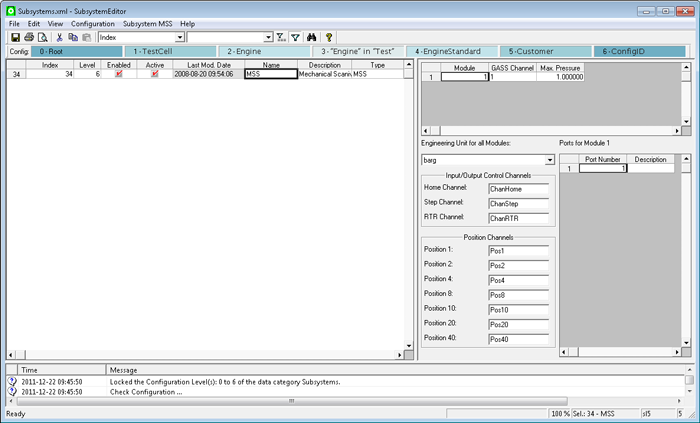 Subsystems.xml - SubsystemEditor
File Edit View Configuration Subsystem MSS Help
Index
Config: 0 - Root 1 - TestCell 2 - Engine 3 - "Engine" in "Test" 4 - EngineStandard 5 - Customer 6 - ConfigID
Index Level Enabled Active Last Mod. Date Name Description Type
34 34 6 2008-08-20 09:54:06 MSS Mechanical Scanin MSS
Module GASS Channel Max. Pressure
1 1 1 1.000000
Engineering Unit for all Modules:
barg
Input/Output Control Channels
Home Channel: ChanHome
Step Channel: ChanStep
RTR Channel: ChanRTR
Position Channels
Position 1: Pos1
Position 2: Pos2
Position 4: Pos4
Position 8: Pos8
Position 10: Pos10
Position 20: Pos20
Position 40: Pos40
Ports for Module 1
Port Number Description
1 1
Time Message
2011-12-22 09:45:50 Locked the Configuration Level(s): 0 to 6 of the data category Subsystems.
2011-12-22 09:45:50 Check Configuration ...
Ready 100 % Sel.: 34 - MSS sl5 5